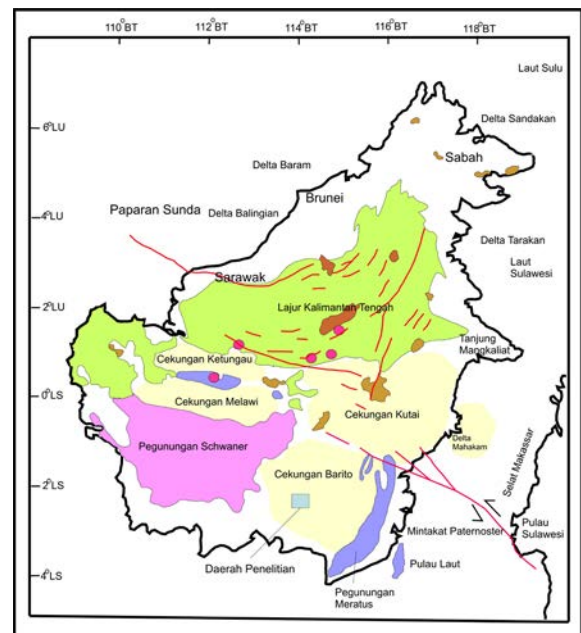 110°BT
112°BT
114°BT
116°BT
118°BT
Laut Sulu
6°LU
Delta Sandakan
Sabah
Delta Baram
Brunei
Paparan Sunda
Delta Balingian
4°LU
Delta Tarakan
Laut
Sulawesi
Sarawak
2°LU
Lajur Kalimantan Tengah
Tanjung
Mangkaliat
Cekungan Ketungau
0°LS
Cekungan Melawi
Cekungan Kutai
Delta
Mahakam
Pegunungan Schwaner
Selat Makassar
Cekungan Barito
2°LS
Mintakat Paternoster
Pulau
Sulawesi
Daerah Penelitian
Pulau Laut
4°LS
Pegunungan
Meratus